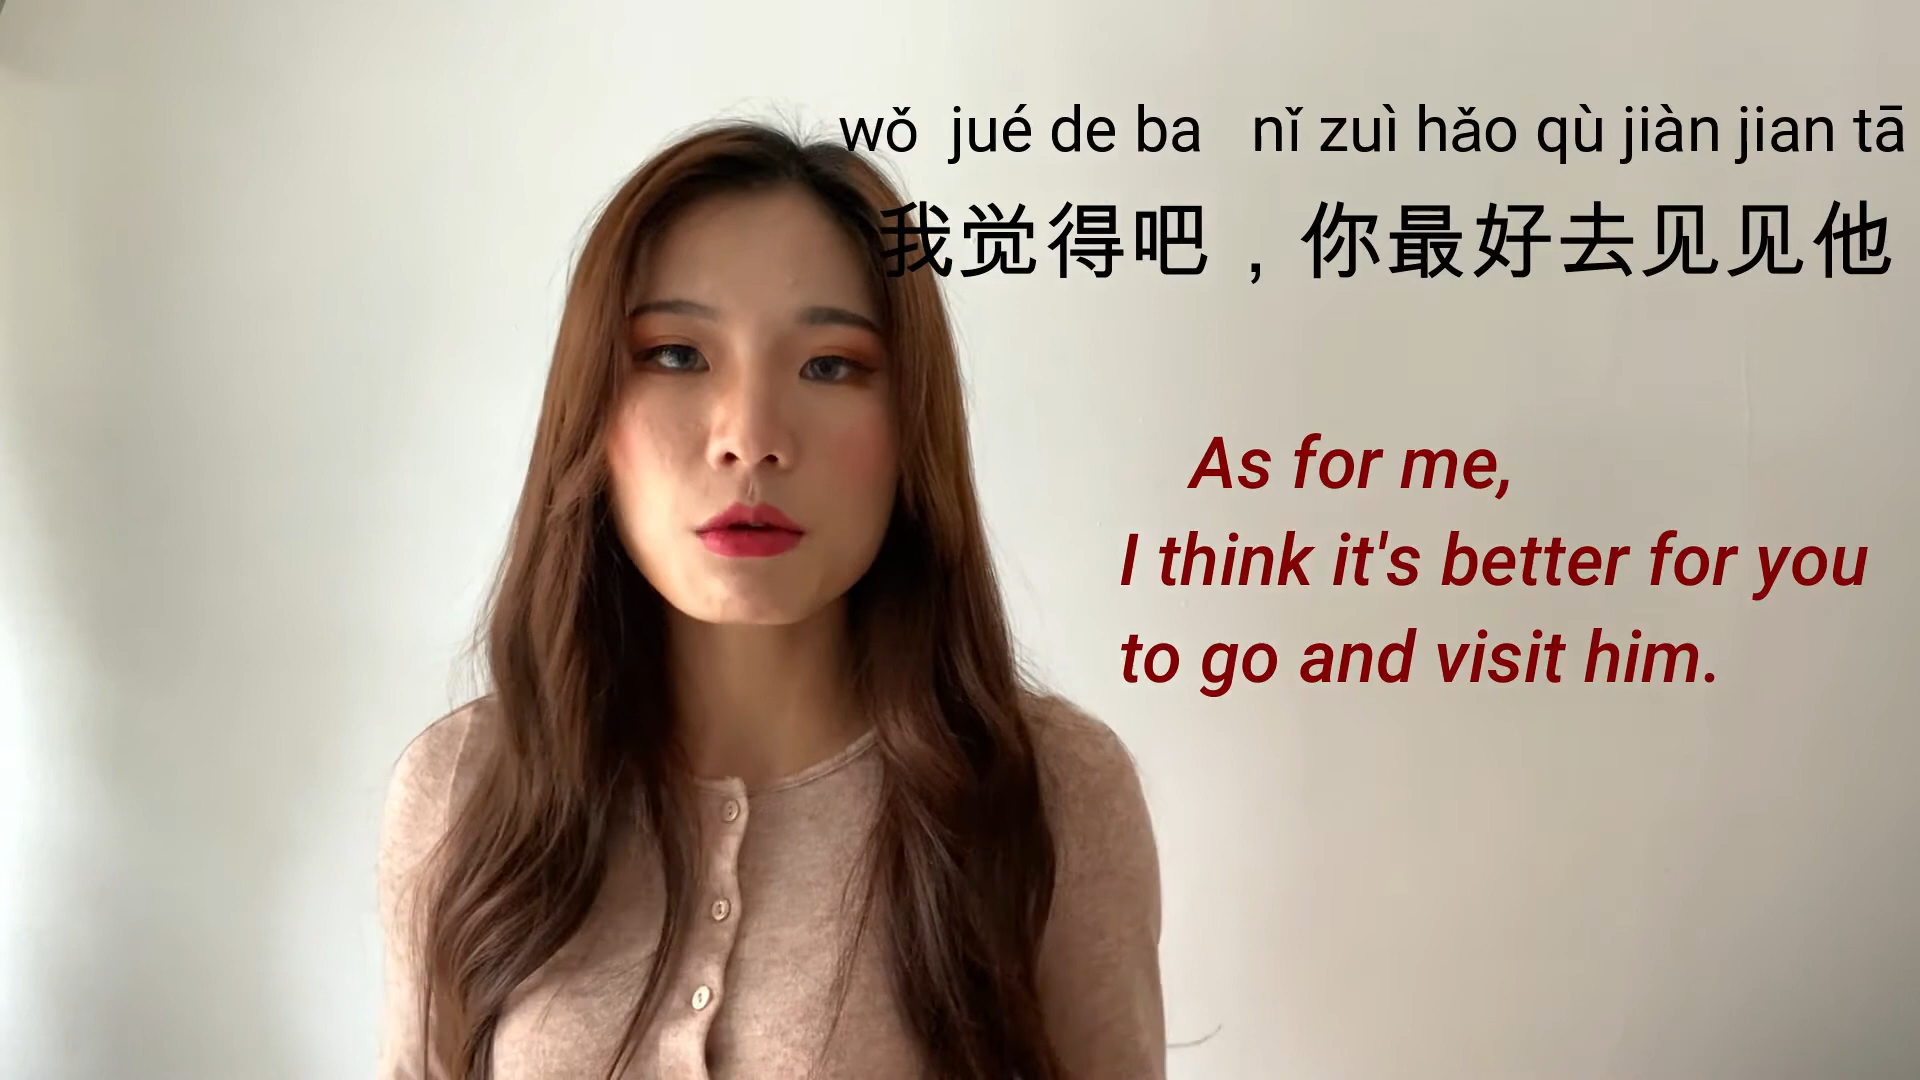 wǒ jué de ba nǐ zuì hǎo qù jiàn jian tā
我觉得吧，你最好去见见他
As for me,
I think it's better for you
to go and visit him.